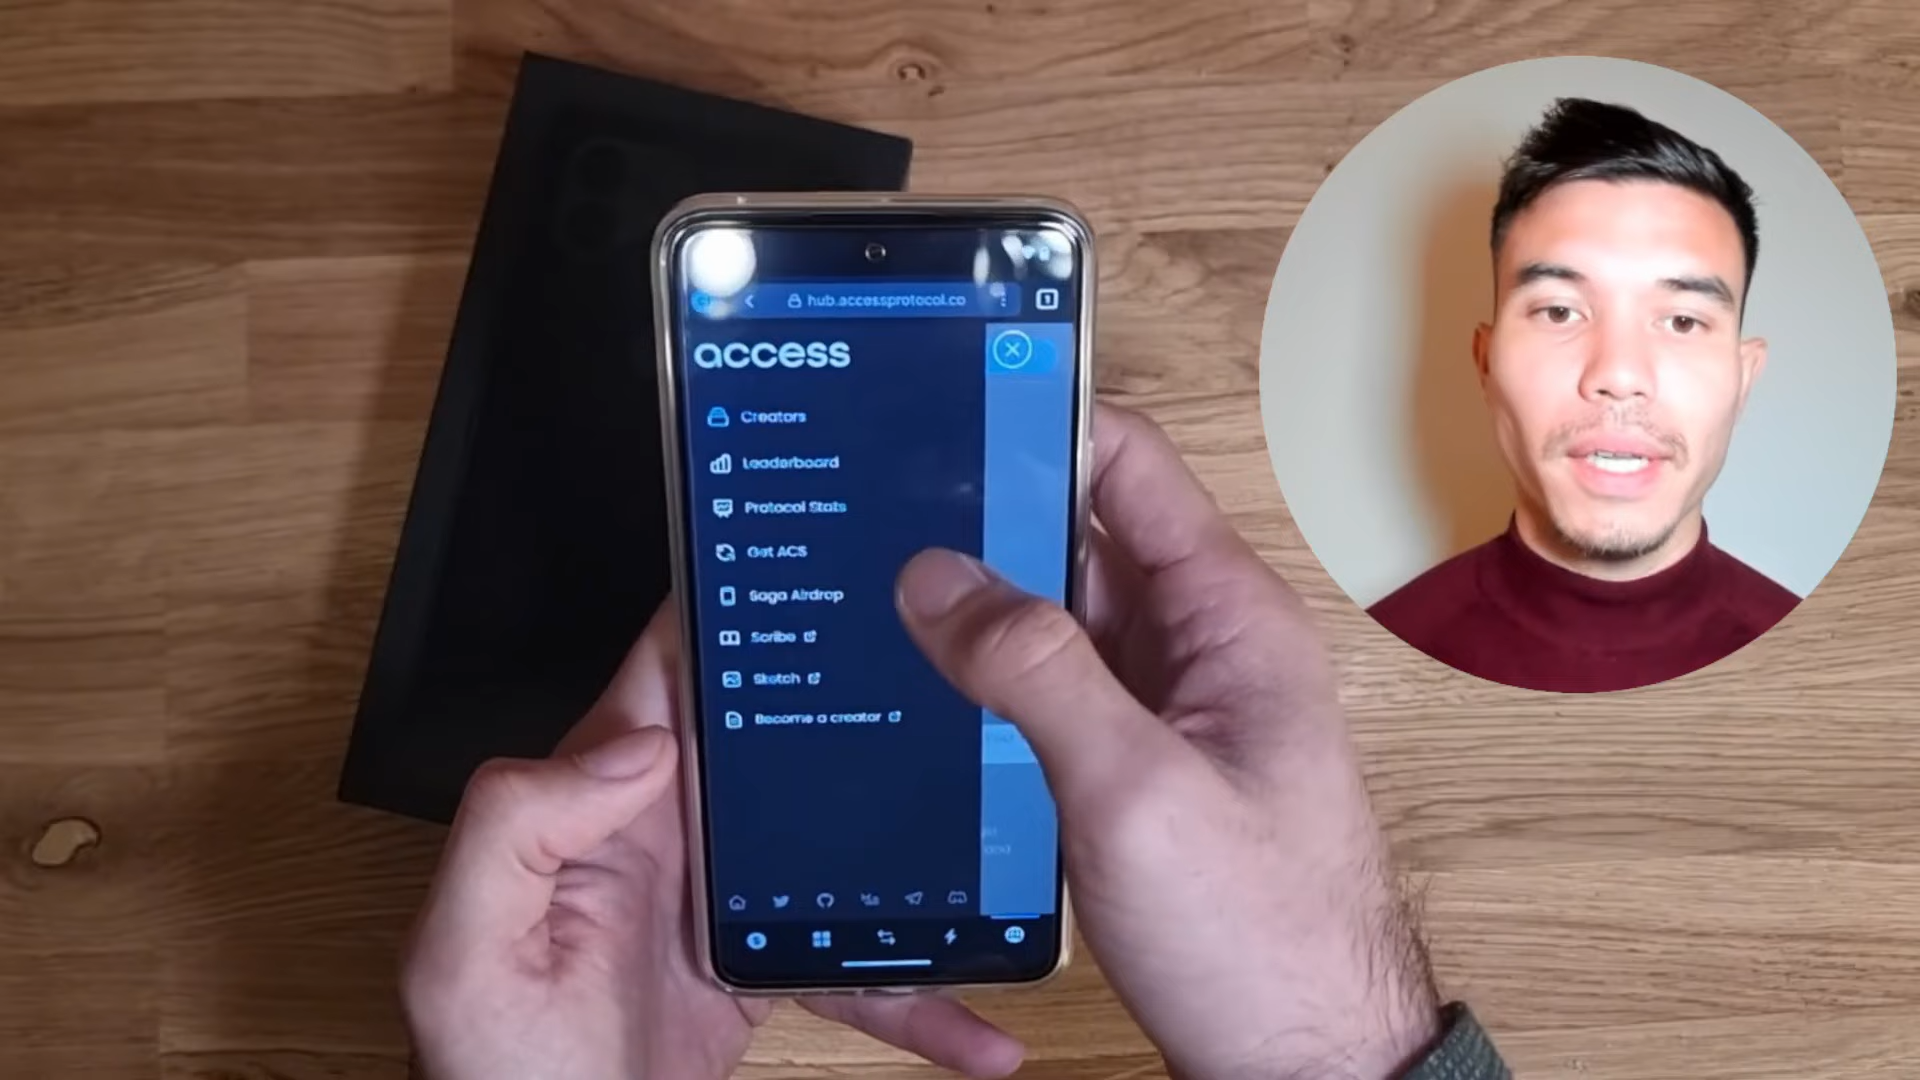 hub.accessprotocol.co
access
Creators
Leaderboard
Protocol Stats
Get ACS
Saga Airdrop
Scribe
Sketch
Become a creator